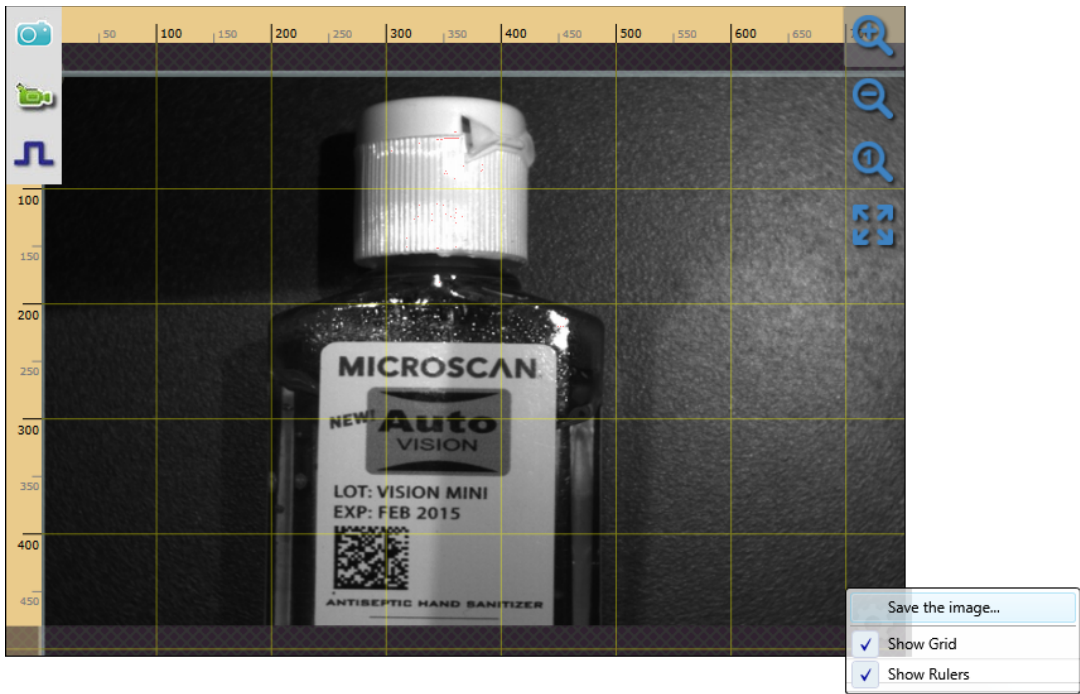 50 100 150 200 250 300 350 400 450 500 550 600 650
100
150
200
250
300
350
400
450
MICROSCAN
NEW! Auto
VISION
LOT: VISION MINI
EXP: FEB 2015
ANTISEPTIC HAND SANITIZER
1
Save the image...
Show Grid
Show Rulers